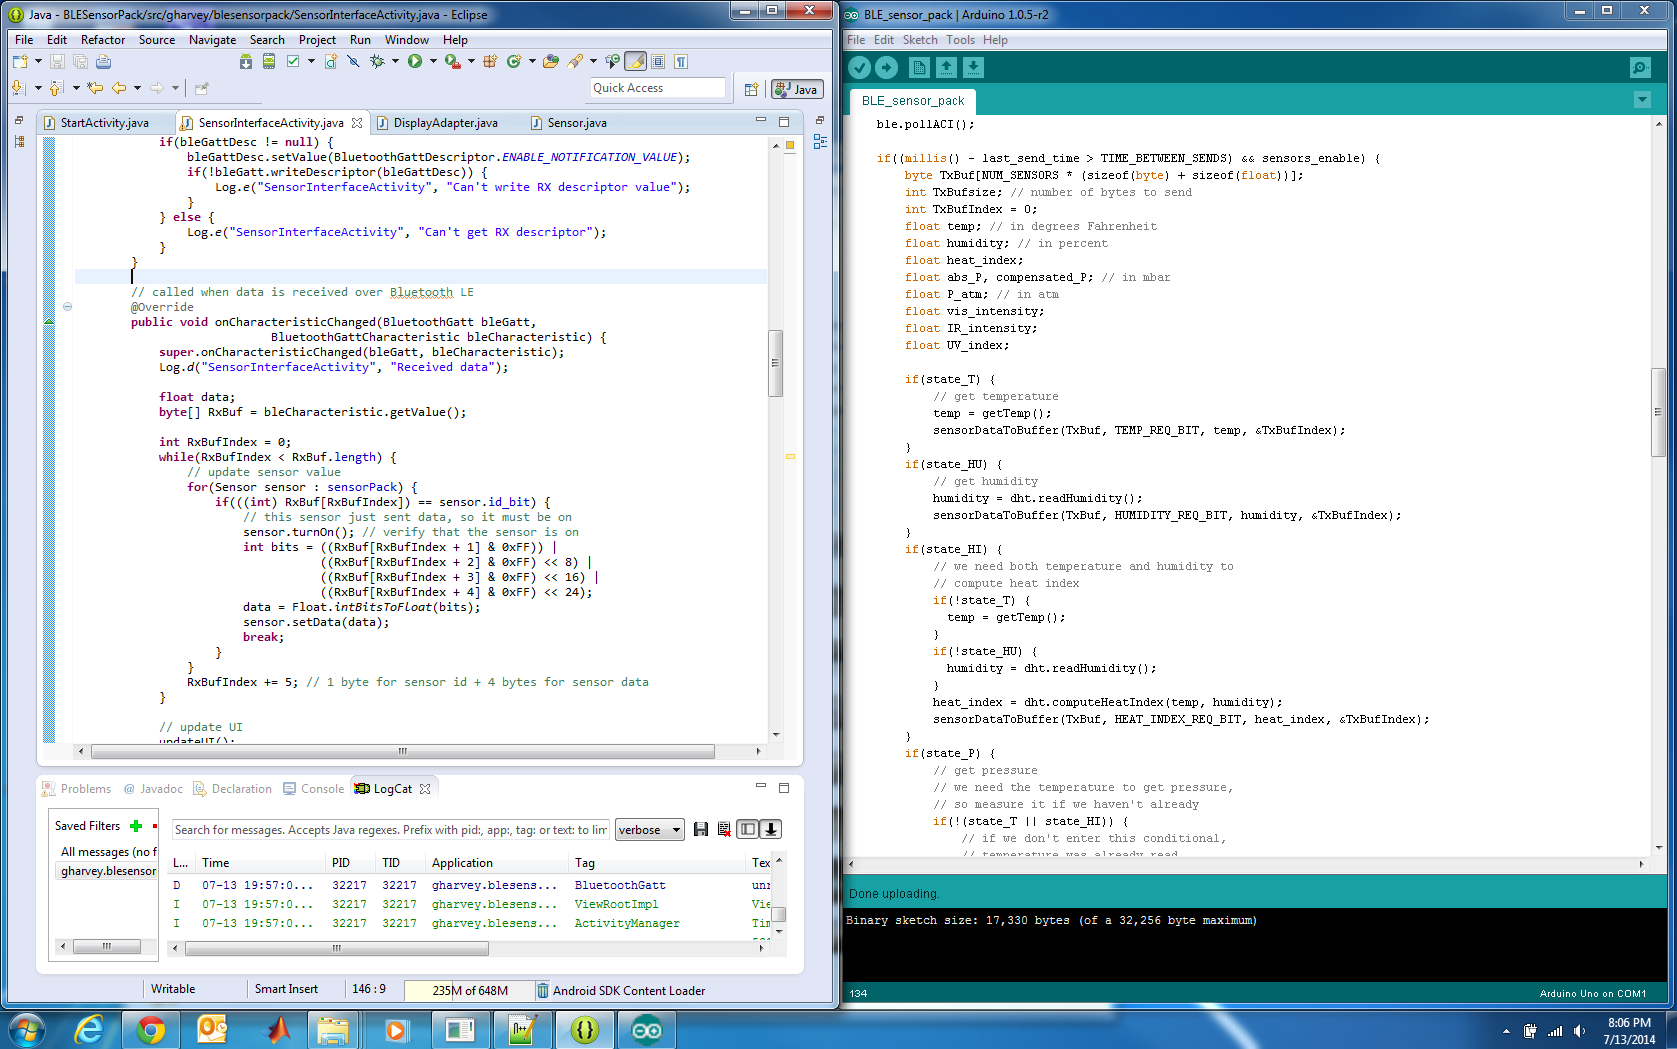 Java - BLESensorPack/src/gharvey/blesensorpack/SensorInterfaceActivity.java - Eclipse
File Edit Refactor Source Navigate Search Project Run Window Help
Quick Access
Java
StartActivity.java SensorInterfaceActivity.java DisplayAdapter.java Sensor.java
if(bleGattDesc != null) {
bleGattDesc.setValue(BluetoothGattDescriptor.ENABLE_NOTIFICATION_VALUE);
if(!bleGatt.writeDescriptor(bleGattDesc)) {
Log.e("SensorInterfaceActivity", "Can't write RX descriptor value");
}
} else {
Log.e("SensorInterfaceActivity", "Can't get RX descriptor");
}
}
// called when data is received over Bluetooth LE
@Override
public void onCharacteristicChanged(BluetoothGatt bleGatt,
BluetoothGattCharacteristic bleCharacteristic) {
super.onCharacteristicChanged(bleGatt, bleCharacteristic);
Log.d("SensorInterfaceActivity", "Received data");
float data;
byte[] RxBuf = bleCharacteristic.getValue();
int RxBufIndex = 0;
while(RxBufIndex < RxBuf.length) {
// update sensor value
for(Sensor sensor : sensorPack) {
if(((int) RxBuf[RxBufIndex]) == sensor.id_bit) {
// this sensor just sent data, so it must be on
sensor.turnOn(); // verify that the sensor is on
int bits = ((RxBuf[RxBufIndex + 1] & 0xFF)) |
((RxBuf[RxBufIndex + 2] & 0xFF) << 8) |
((RxBuf[RxBufIndex + 3] & 0xFF) << 16) |
((RxBuf[RxBufIndex + 4] & 0xFF) << 24);
data = Float.intBitsToFloat(bits);
sensor.setData(data);
break;
}
}
RxBufIndex += 5; // 1 byte for sensor id + 4 bytes for sensor data
}
// update UI
updateUI();
Problems @ Javadoc Declaration Console LogCat
Saved Filters
All messages (no f
gharvey.blesensor
Search for messages. Accepts Java regexes. Prefix with pid:, app:, tag: or text: to lim
verbose
L... Time PID TID Application Tag Tex
D 07-13 19:57:0... 32217 32217 gharvey.blesens... BluetoothGatt unr
I 07-13 19:57:0... 32217 32217 gharvey.blesens... ViewRootImpl Vie
I 07-13 19:57:0... 32217 32217 gharvey.blesens... ActivityManager Tim
Writable Smart Insert 146 : 9 235M of 648M Android SDK Content Loader
BLE_sensor_pack | Arduino 1.0.5-r2
File Edit Sketch Tools Help
BLE_sensor_pack
ble.pollACI();
if((millis() - last_send_time > TIME_BETWEEN_SENDS) && sensors_enable) {
byte TxBuf[NUM_SENSORS * (sizeof(byte) + sizeof(float))];
int TxBufsize; // number of bytes to send
int TxBufIndex = 0;
float temp; // in degrees Fahrenheit
float humidity; // in percent
float heat_index;
float abs_P, compensated_P; // in mbar
float P_atm; // in atm
float vis_intensity;
float IR_intensity;
float UV_index;
if(state_T) {
// get temperature
temp = getTemp();
sensorDataToBuffer(TxBuf, TEMP_REQ_BIT, temp, &TxBufIndex);
}
if(state_HU) {
// get humidity
humidity = dht.readHumidity();
sensorDataToBuffer(TxBuf, HUMIDITY_REQ_BIT, humidity, &TxBufIndex);
}
if(state_HI) {
// we need both temperature and humidity to
// compute heat index
if(!state_T) {
temp = getTemp();
}
if(!state_HU) {
humidity = dht.readHumidity();
}
heat_index = dht.computeHeatIndex(temp, humidity);
sensorDataToBuffer(TxBuf, HEAT_INDEX_REQ_BIT, heat_index, &TxBufIndex);
}
if(state_P) {
// get pressure
// we need the temperature to get pressure,
// so measure it if we haven't already
if(!(state_T || state_HI)) {
// if we don't enter this conditional,
// temperature was already read
Done uploading.
Binary sketch size: 17,330 bytes (of a 32,256 byte maximum)
134 Arduino Uno on COM1
8:06 PM
7/13/2014